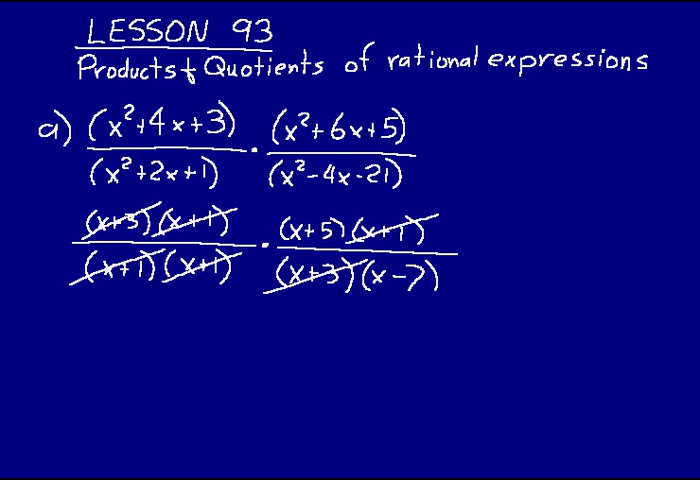 LESSON 93
Products & Quotients of rational expressions
a) (x²+4x+3) · (x²+6x+5)
(x²+2x+1) (x²-4x-21)
(x+3)(x+1) · (x+5)(x+1)
(x+1)(x+1) (x+3)(x-7)